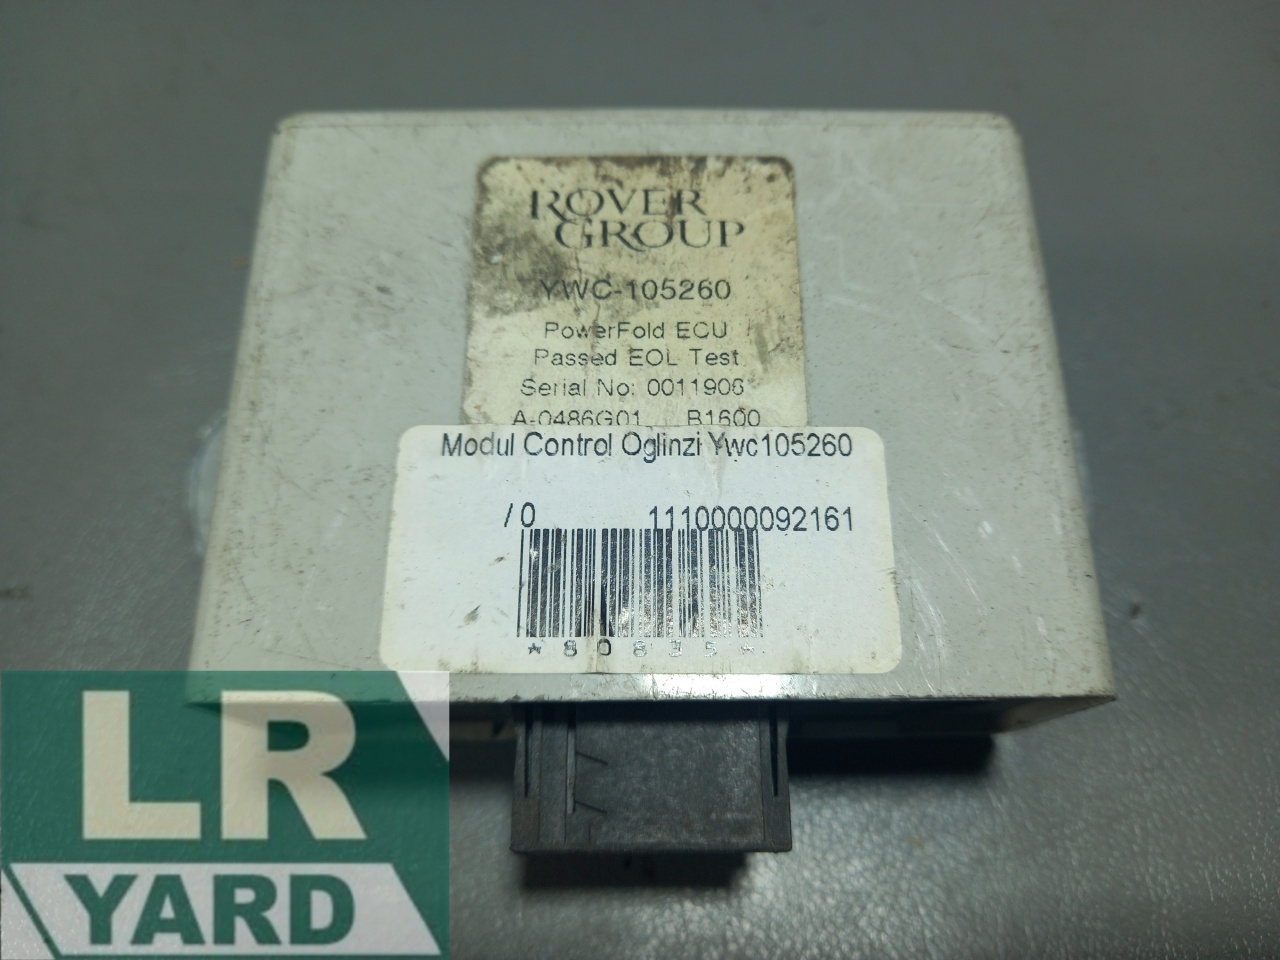 ROVER
GROUP
YWC-105260
PowerFold ECU
Passed EOL Test
Serial No: 0011906
A-0486G01 B1600
Modul Control Oglinzi Ywc105260
/ 0 1110000092161
*80835*
LR
YARD